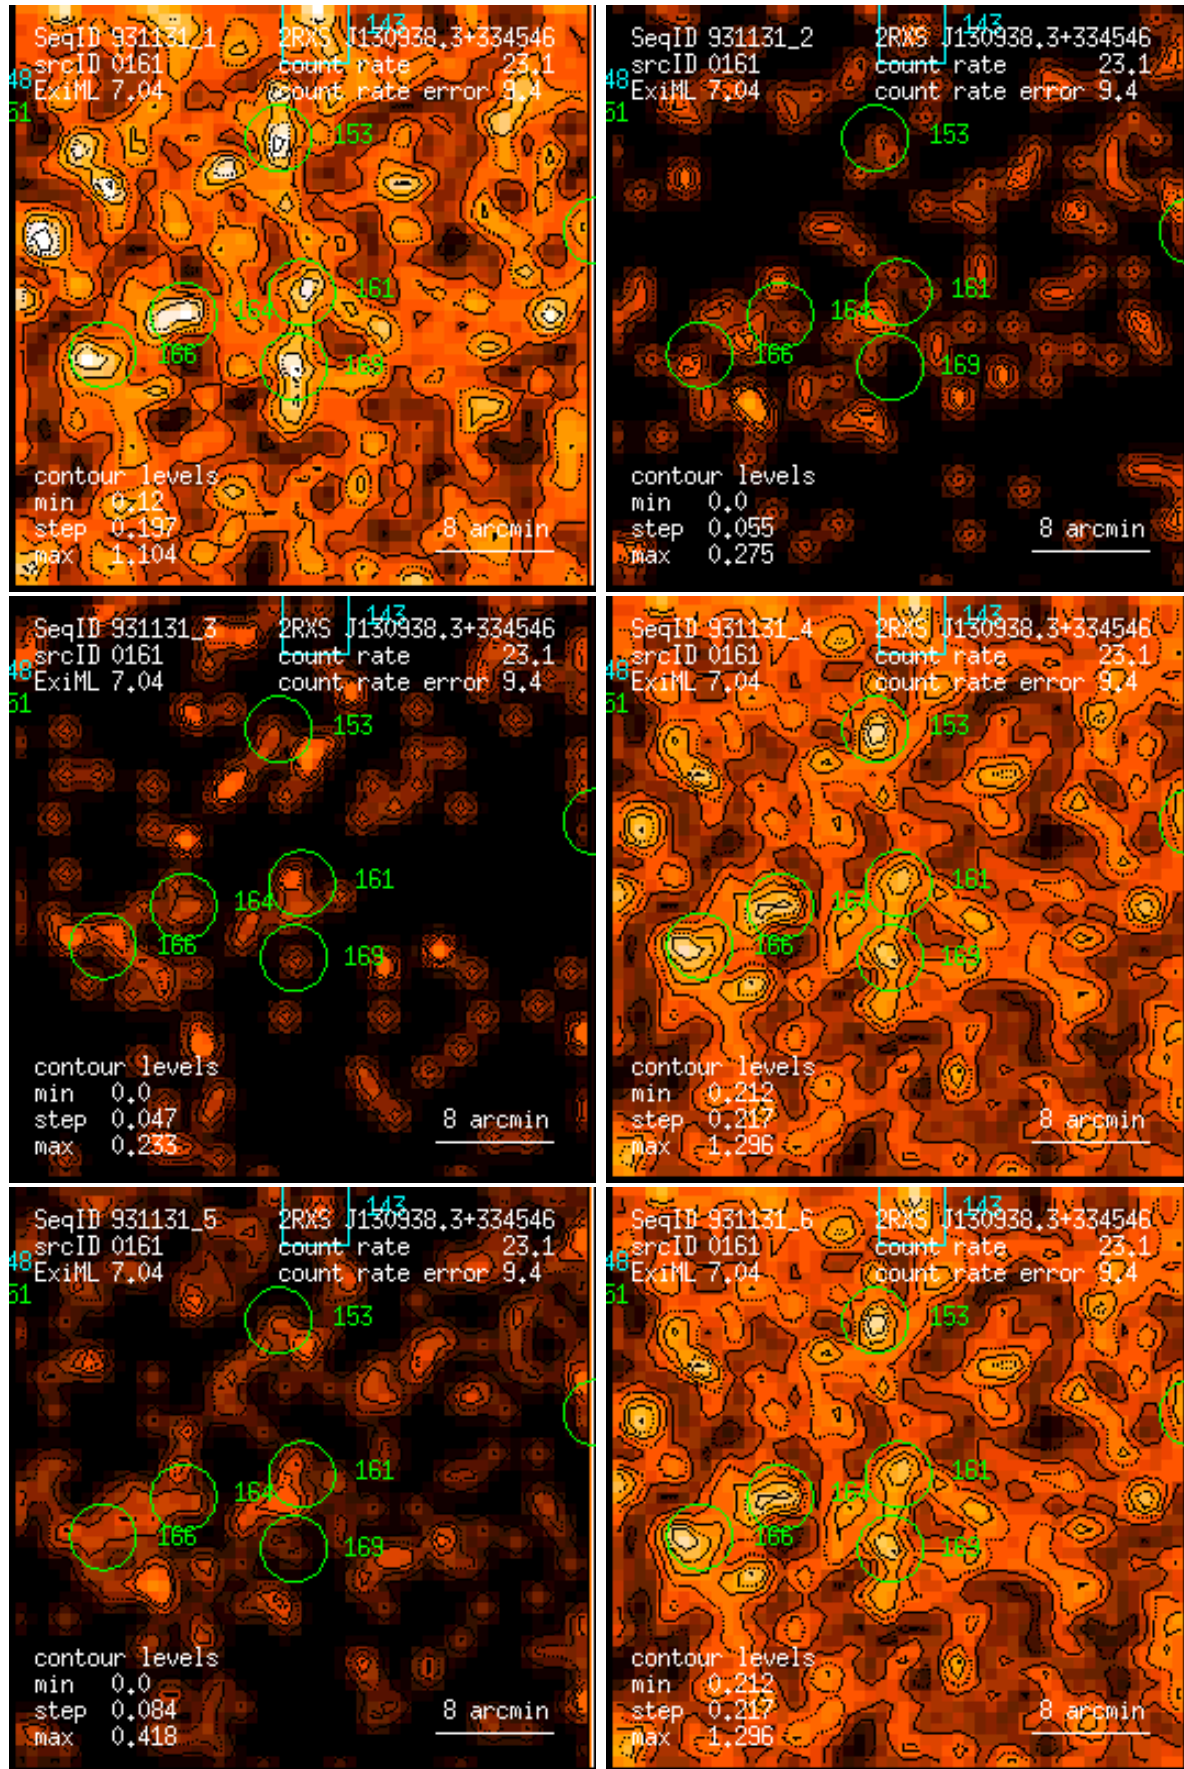 143
SeqID 931131_1 2RXS J130938.3+334546
48 srcID 0161 count rate 23.1
ExiML 7.04 count rate error 9.4
51
153
161
164
166
169
contour levels
min 0.12
step 0.197
max 1.104
8 arcmin
143
SeqID 931131_2 2RXS J130938.3+334546
48 srcID 0161 count rate 23.1
ExiML 7.04 count rate error 9.4
51
153
161
164
166
169
contour levels
min 0.0
step 0.055
max 0.275
8 arcmin
143
SeqID 931131_3 2RXS J130938.3+334546
48 srcID 0161 count rate 23.1
ExiML 7.04 count rate error 9.4
51
153
161
164
166
169
contour levels
min 0.0
step 0.047
max 0.233
8 arcmin
143
SeqID 931131_4 2RXS J130938.3+334546
48 srcID 0161 count rate 23.1
ExiML 7.04 count rate error 9.4
51
153
161
164
166
169
contour levels
min 0.212
step 0.217
max 1.296
8 arcmin
143
SeqID 931131_5 2RXS J130938.3+334546
48 srcID 0161 count rate 23.1
ExiML 7.04 count rate error 9.4
51
153
161
164
166
169
contour levels
min 0.0
step 0.084
max 0.418
8 arcmin
143
SeqID 931131_6 2RXS J130938.3+334546
48 srcID 0161 count rate 23.1
ExiML 7.04 count rate error 9.4
51
153
161
164
166
169
contour levels
min 0.212
step 0.217
max 1.296
8 arcmin